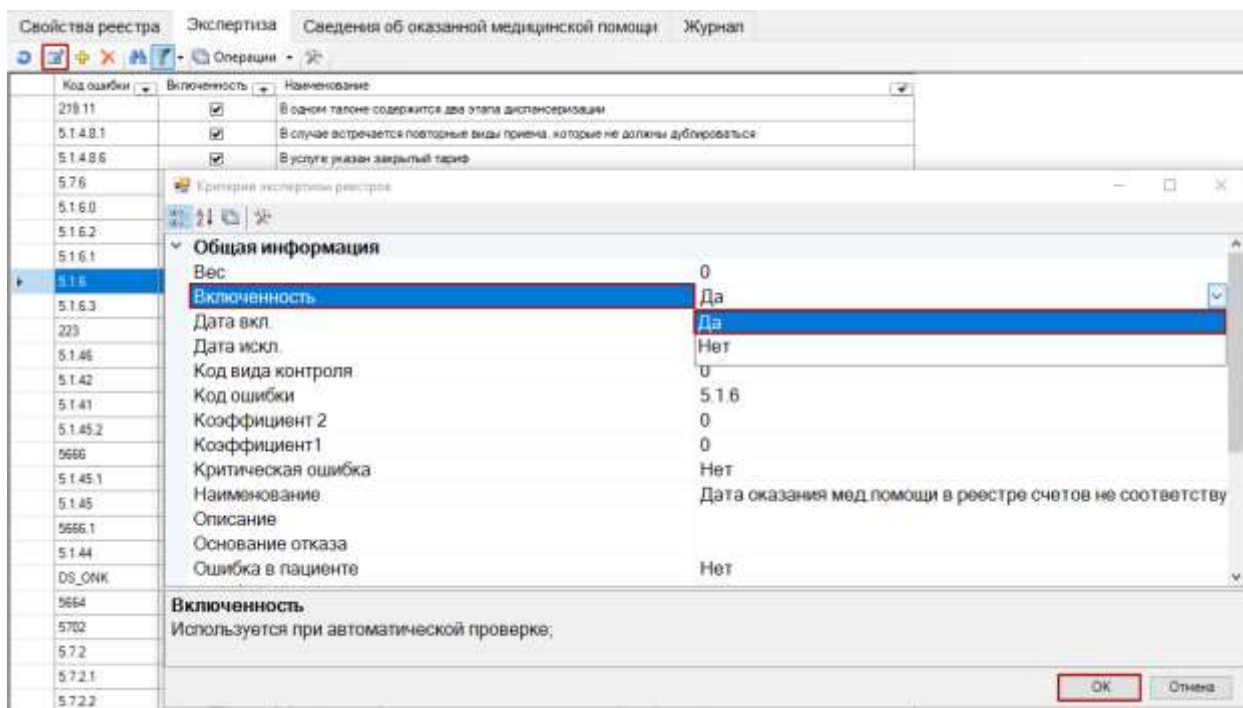 Свойства реестра Экспертиза Сведения об оказанной медицинской помощи Журнал
Операции
Код ошибки Включенность Наименование
219.11 В одном талоне содержится два этапа диспансеризации
5.1.4.8.1 В случае встречается повторные виды приема, которые не должны дублироваться
5.1.4.8.6 В услуге указан закрытый тариф
5.7.6
Критерии экспертизы реестров
5.1.6.0
5.1.6.2
5.1.6.1
5.1.6
5.1.6.3
223
5.1.46
5.1.42
5.1.41
5.1.45.2
5666
5.1.45.1
5.1.45
5666.1
5.1.44
DS_ONK
5664
5702
5.7.2
5.7.2.1
5.7.2.2
Общая информация
Вес 0
Включенность Да
Дата вкл. Да
Дата искл. Нет
Код вида контроля 0
Код ошибки 5.1.6
Коэффициент 2 0
Коэффициент1 0
Критическая ошибка Нет
Наименование Дата оказания мед.помощи в реестре счетов не соответству
Описание
Основание отказа
Ошибка в пациенте Нет
Включенность
Используется при автоматической проверке;
OK Отмена